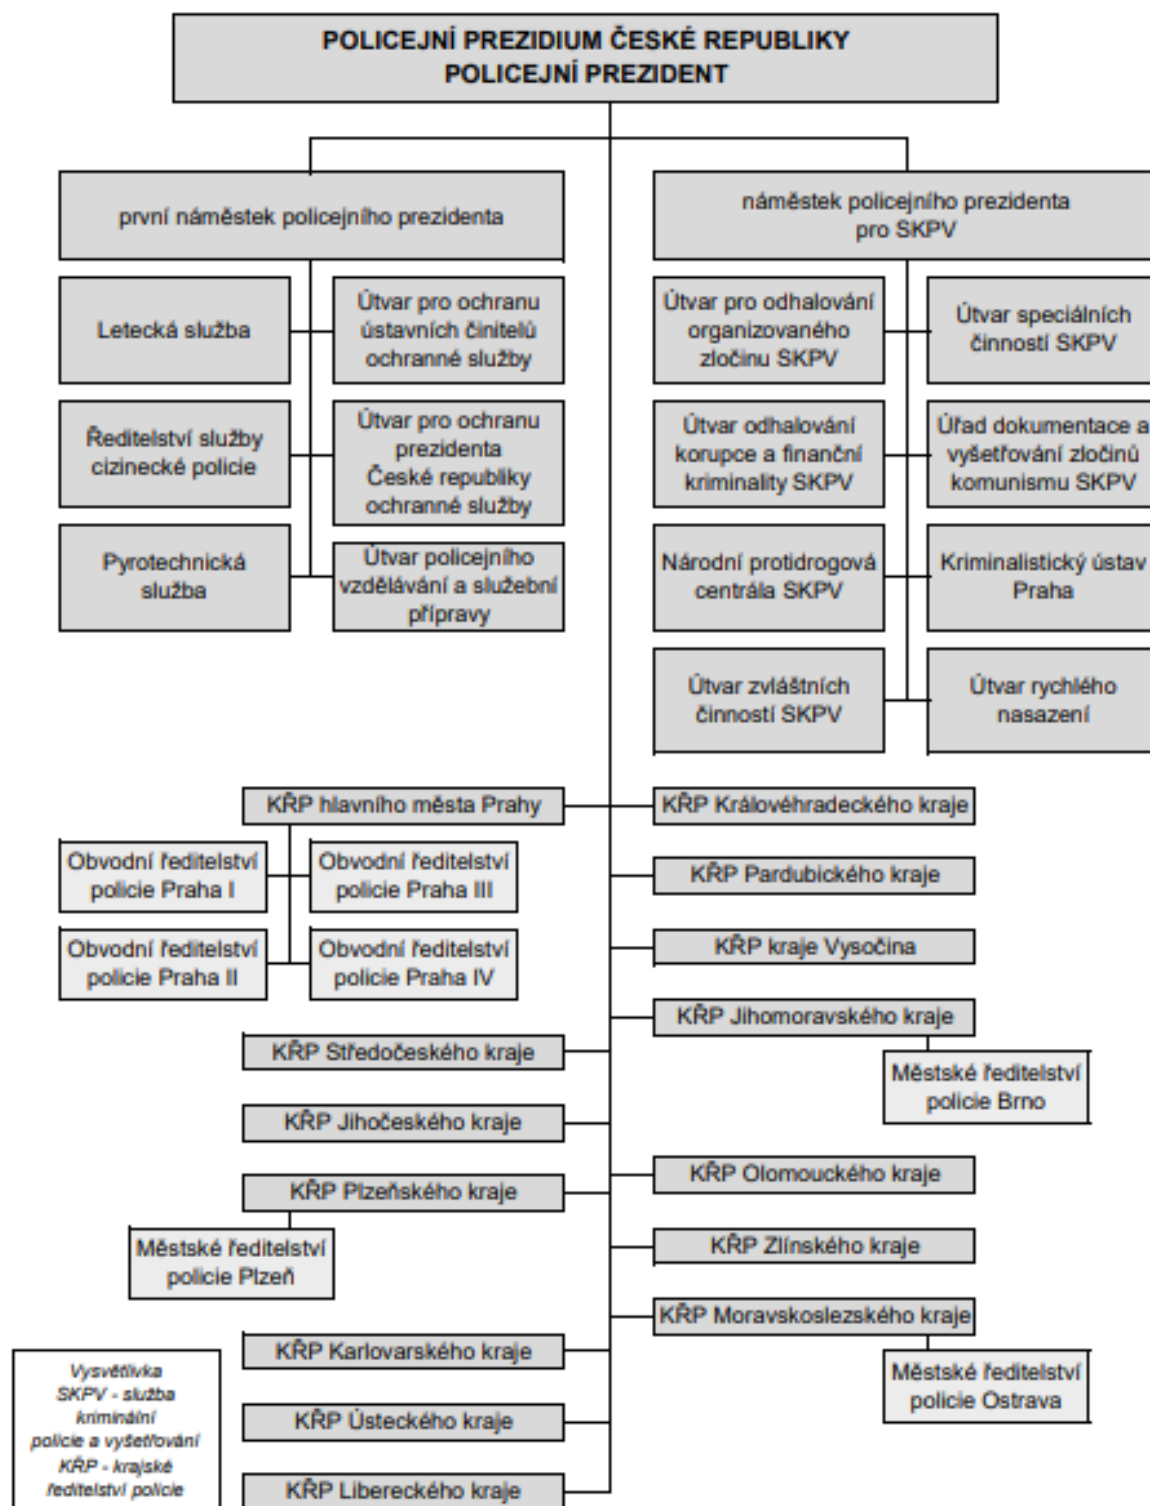 POLICEJNÍ PREZIDIUM ČESKÉ REPUBLIKY
POLICEJNÍ PREZIDENT
první náměstek policejního prezidenta
náměstek policejního prezidenta
pro SKPV
Letecká služba
Útvar pro ochranu
ústavních činitelů
ochranné služby
Útvar pro odhalování
organizovaného
zločinu SKPV
Útvar speciálních
činností SKPV
Ředitelství služby
cizinecké policie
Útvar pro ochranu
prezidenta
České republiky
ochranné služby
Útvar odhalování
korupce a finanční
kriminality SKPV
Úřad dokumentace a
vyšetřování zločinů
komunismu SKPV
Pyrotechnická
služba
Útvar policejního
vzdělávání a služební
přípravy
Národní protidrogová
centrála SKPV
Kriminalistický ústav
Praha
Útvar zvláštních
činností SKPV
Útvar rychlého
nasazení
KŘP hlavního města Prahy
KŘP Královéhradeckého kraje
Obvodní ředitelství
policie Praha I
Obvodní ředitelství
policie Praha III
KŘP Pardubického kraje
Obvodní ředitelství
policie Praha II
Obvodní ředitelství
policie Praha IV
KŘP kraje Vysočina
KŘP Jihomoravského kraje
KŘP Středočeského kraje
Městské ředitelství
policie Brno
KŘP Jihočeského kraje
KŘP Olomouckého kraje
KŘP Plzeňského kraje
Městské ředitelství
policie Plzeň
KŘP Zlínského kraje
KŘP Moravskoslezského kraje
KŘP Karlovarského kraje
Městské ředitelství
policie Ostrava
Vysvětlivka
SKPV - služba
kriminální
policie a vyšetřování
KŘP - krajské
ředitelství policie
KŘP Ústeckého kraje
KŘP Libereckého kraje